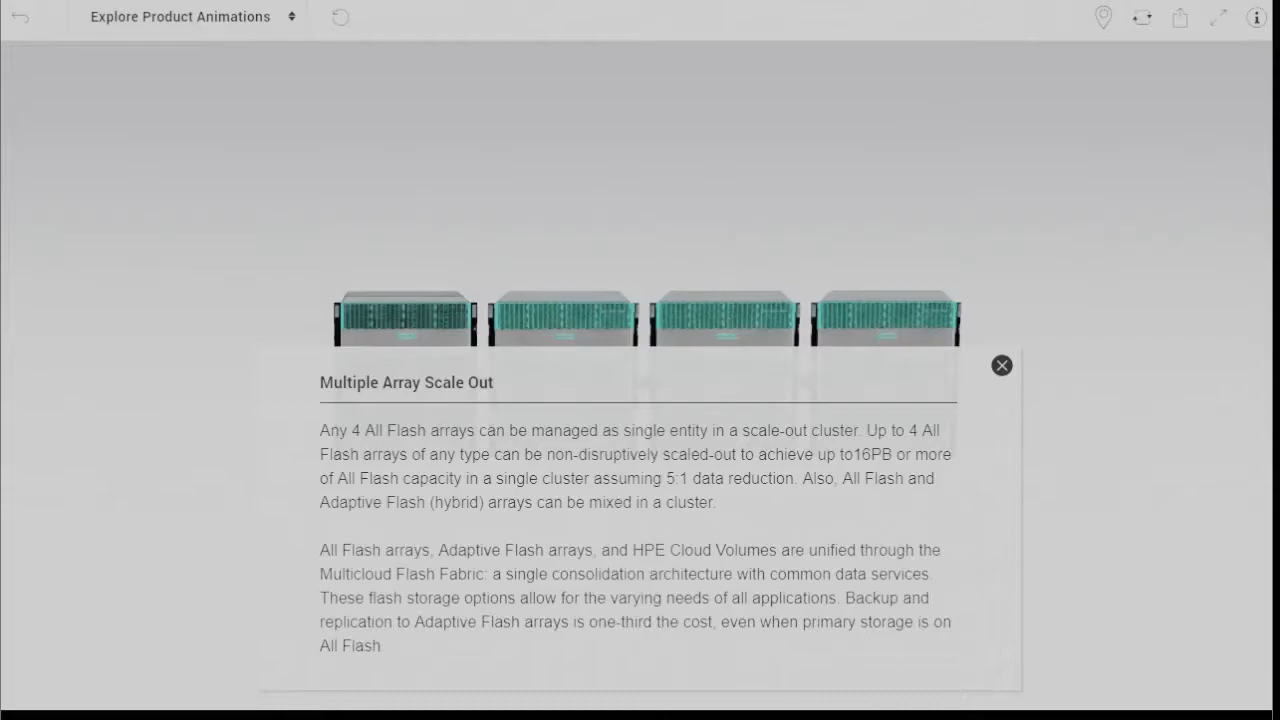 Explore Product Animations
Multiple Array Scale Out
Any 4 All Flash arrays can be managed as single entity in a scale-out cluster. Up to 4 All
Flash arrays of any type can be non-disruptively scaled-out to achieve up to16PB or more
of All Flash capacity in a single cluster assuming 5:1 data reduction. Also, All Flash and
Adaptive Flash (hybrid) arrays can be mixed in a cluster.
All Flash arrays, Adaptive Flash arrays, and HPE Cloud Volumes are unified through the
Multicloud Flash Fabric: a single consolidation architecture with common data services.
These flash storage options allow for the varying needs of all applications. Backup and
replication to Adaptive Flash arrays is one-third the cost, even when primary storage is on
All Flash